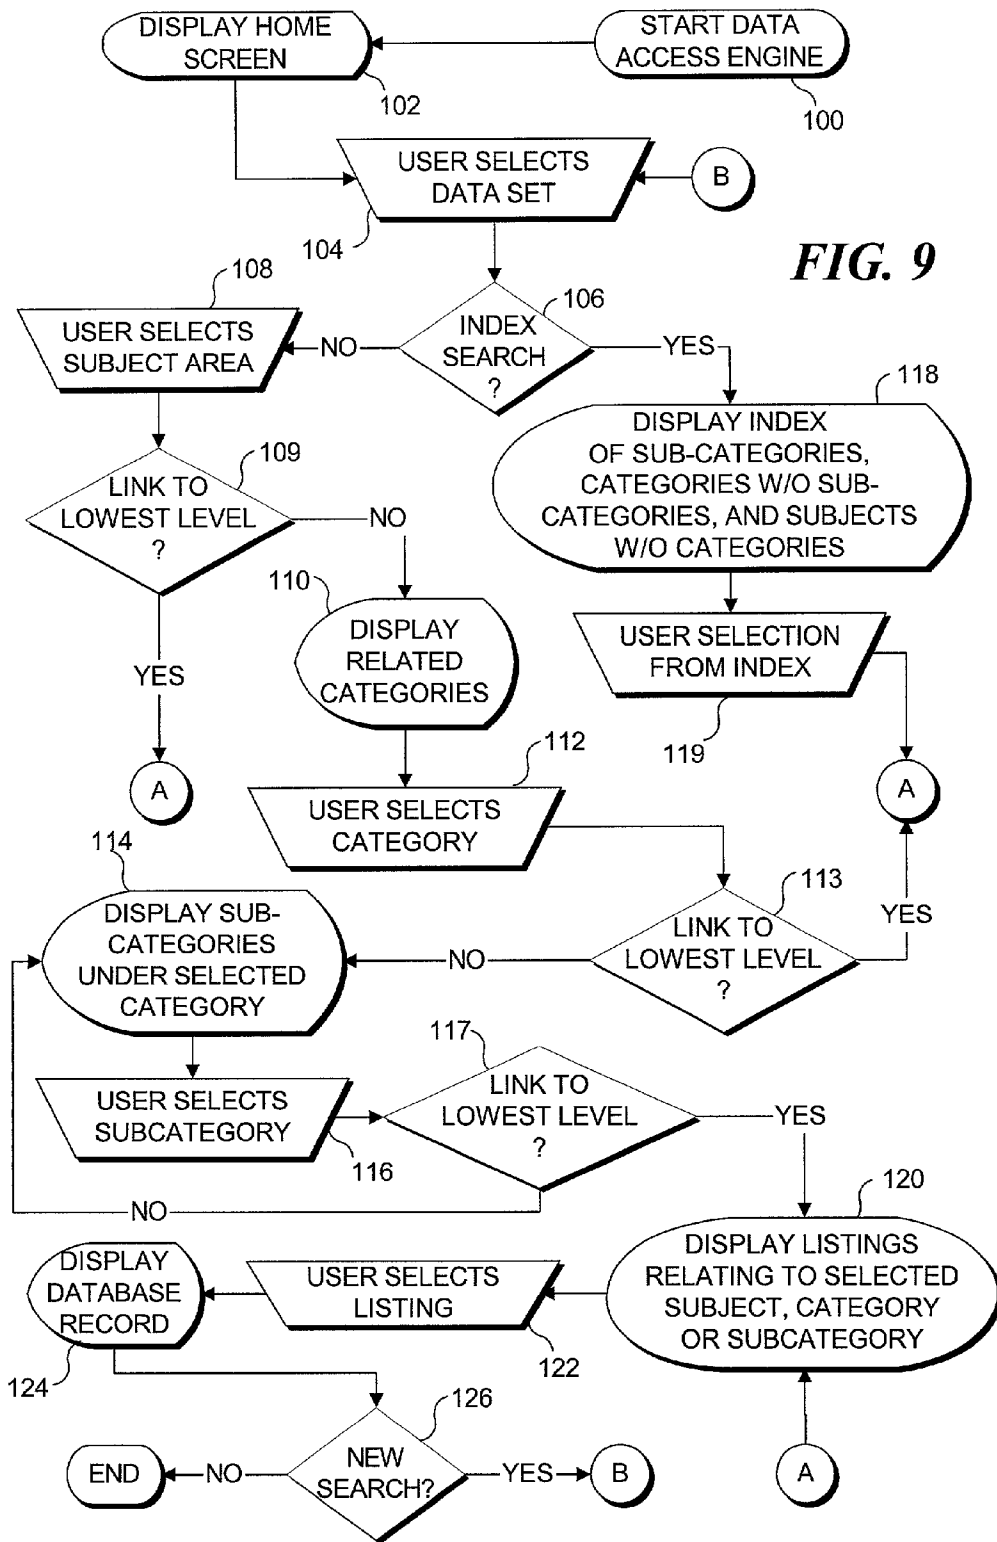 DISPLAY HOME
SCREEN
102
START DATA
ACCESS ENGINE
100
USER SELECTS
DATA SET
104
B
FIG. 9
108
USER SELECTS
SUBJECT AREA
NO
106
INDEX
SEARCH
?
YES
118
DISPLAY INDEX
OF SUB-CATEGORIES,
CATEGORIES W/O SUB-
CATEGORIES, AND SUBJECTS
W/O CATEGORIES
109
LINK TO
LOWEST LEVEL
?
NO
YES
A
110
DISPLAY
RELATED
CATEGORIES
USER SELECTION
FROM INDEX
119
A
112
USER SELECTS
CATEGORY
113
LINK TO
LOWEST LEVEL
?
YES
NO
114
DISPLAY SUB-
CATEGORIES
UNDER SELECTED
CATEGORY
USER SELECTS
SUBCATEGORY
116
117
LINK TO
LOWEST LEVEL
?
YES
NO
120
DISPLAY LISTINGS
RELATING TO SELECTED
SUBJECT, CATEGORY
OR SUBCATEGORY
A
USER SELECTS
LISTING
122
DISPLAY
DATABASE
RECORD
124
126
NEW
SEARCH?
NO
END
YES
B